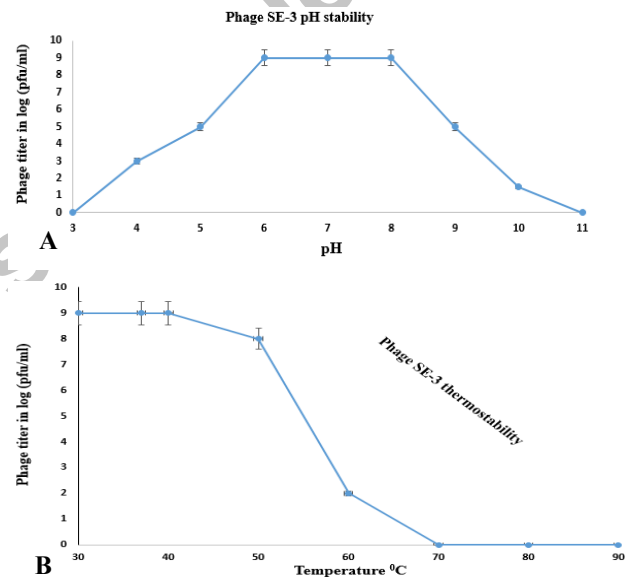 Phage SE-3 pH stability
Phage titer in log (pfu/ml)
10
9
8
7
6
5
4
3
2
1
0
3 4 5 6 7 8 9 10 11
pH
A
Phage titer in log (pfu/ml)
10
9
8
7
6
5
4
3
2
1
0
Phage SE-3 thermostability
30 40 50 60 70 80 90
Temperature ⁰C
B